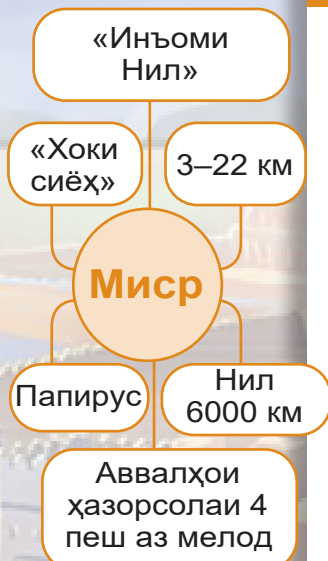 «Инъоми
Нил»
«Хоки
сиёҳ»
3–22 км
Миср
Папирус
Нил
6000 км
Аввалҳои
ҳазорсолаи 4
пеш аз мелод